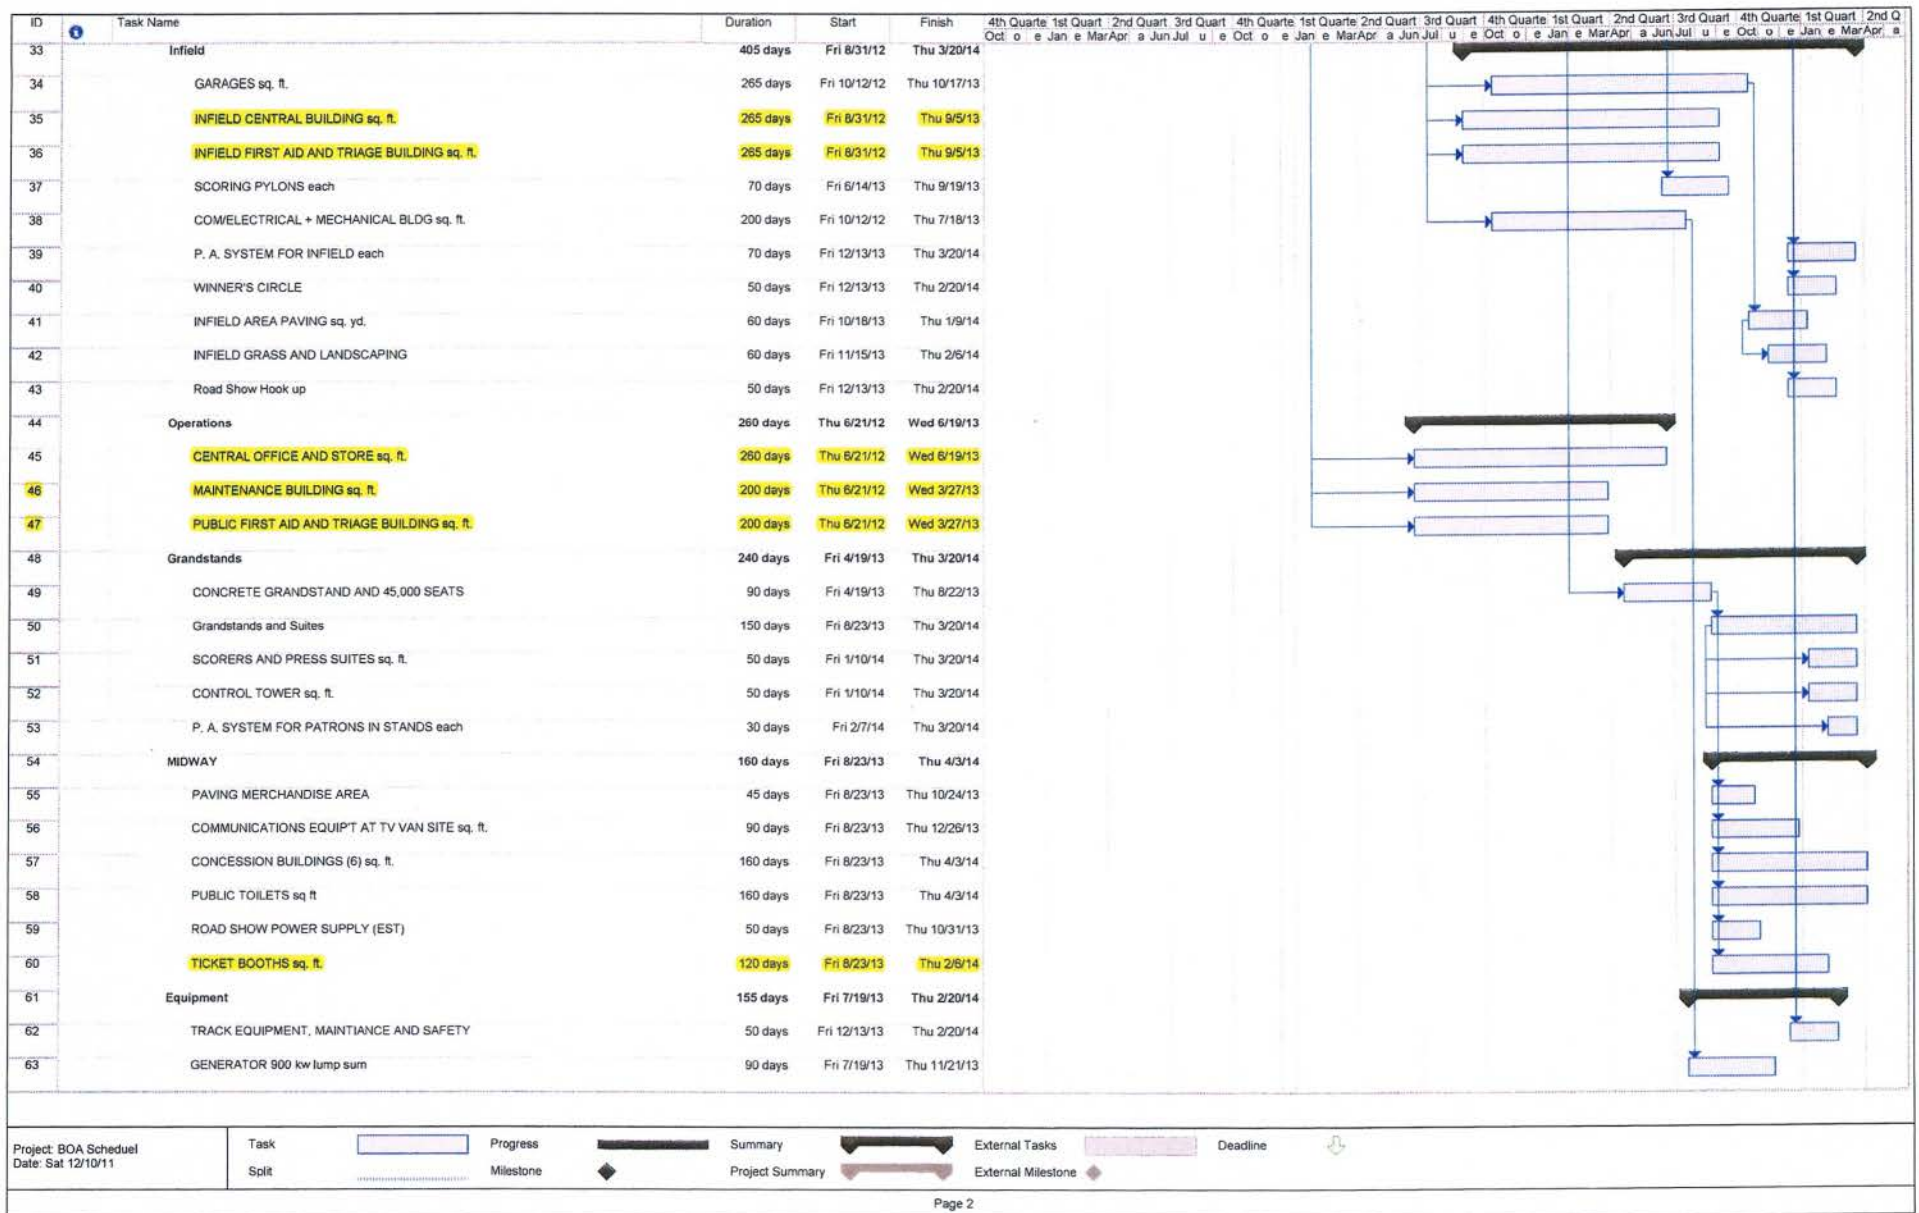 ID Task Name Duration Start Finish 4th Quarte 1st Quart 2nd Quart 3rd Quart 4th Quarte 1st Quarte 2nd Quart 3rd Quart 4th Quarte 1st Quart 2nd Quart 3rd Quart 4th Quarte 1st Quart 2nd Q
Oct o e Jan e Mar Apr a Jun Jul u e Oct o e Jan e Mar Apr a Jun Jul u e Oct o e Jan e Mar Apr a Jun Jul u e Oct o e Jan e Mar Apr a
33 Infield 405 days Fri 8/31/12 Thu 3/20/14
34 GARAGES sq. ft. 265 days Fri 10/12/12 Thu 10/17/13
35 INFIELD CENTRAL BUILDING sq. ft. 265 days Fri 8/31/12 Thu 9/5/13
36 INFIELD FIRST AID AND TRIAGE BUILDING sq. ft. 265 days Fri 8/31/12 Thu 9/5/13
37 SCORING PYLONS each 70 days Fri 6/14/13 Thu 9/19/13
38 COM/ELECTRICAL + MECHANICAL BLDG sq. ft. 200 days Fri 10/12/12 Thu 7/18/13
39 P. A. SYSTEM FOR INFIELD each 70 days Fri 12/13/13 Thu 3/20/14
40 WINNER'S CIRCLE 50 days Fri 12/13/13 Thu 2/20/14
41 INFIELD AREA PAVING sq. yd. 60 days Fri 10/18/13 Thu 1/9/14
42 INFIELD GRASS AND LANDSCAPING 60 days Fri 11/15/13 Thu 2/6/14
43 Road Show Hook up 50 days Fri 12/13/13 Thu 2/20/14
44 Operations 260 days Thu 6/21/12 Wed 6/19/13
45 CENTRAL OFFICE AND STORE sq. ft. 260 days Thu 6/21/12 Wed 6/19/13
46 MAINTENANCE BUILDING sq. ft. 200 days Thu 6/21/12 Wed 3/27/13
47 PUBLIC FIRST AID AND TRIAGE BUILDING sq. ft. 200 days Thu 6/21/12 Wed 3/27/13
48 Grandstands 240 days Fri 4/19/13 Thu 3/20/14
49 CONCRETE GRANDSTAND AND 45,000 SEATS 90 days Fri 4/19/13 Thu 8/22/13
50 Grandstands and Suites 150 days Fri 8/23/13 Thu 3/20/14
51 SCORERS AND PRESS SUITES sq. ft. 50 days Fri 1/10/14 Thu 3/20/14
52 CONTROL TOWER sq. ft. 50 days Fri 1/10/14 Thu 3/20/14
53 P. A. SYSTEM FOR PATRONS IN STANDS each 30 days Fri 2/7/14 Thu 3/20/14
54 MIDWAY 160 days Fri 8/23/13 Thu 4/3/14
55 PAVING MERCHANDISE AREA 45 days Fri 8/23/13 Thu 10/24/13
56 COMMUNICATIONS EQUIP'T AT TV VAN SITE sq. ft. 90 days Fri 8/23/13 Thu 12/26/13
57 CONCESSION BUILDINGS (6) sq. ft. 160 days Fri 8/23/13 Thu 4/3/14
58 PUBLIC TOILETS sq ft 160 days Fri 8/23/13 Thu 4/3/14
59 ROAD SHOW POWER SUPPLY (EST) 50 days Fri 8/23/13 Thu 10/31/13
60 TICKET BOOTHS sq. ft. 120 days Fri 8/23/13 Thu 2/6/14
61 Equipment 155 days Fri 7/19/13 Thu 2/20/14
62 TRACK EQUIPMENT, MAINTIANCE AND SAFETY 50 days Fri 12/13/13 Thu 2/20/14
63 GENERATOR 900 kw lump sum 90 days Fri 7/19/13 Thu 11/21/13
Project: BOA Scheduel Task Progress Summary External Tasks Deadline
Date: Sat 12/10/11 Split Milestone Project Summary External Milestone
Page 2